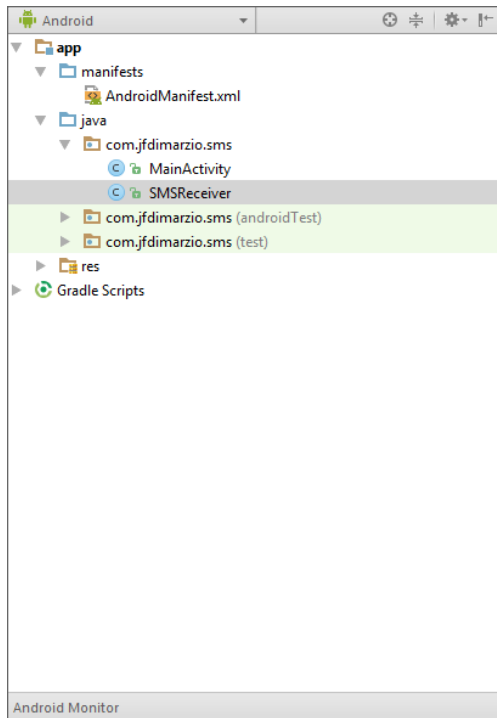 Android
app
manifests
AndroidManifest.xml
java
com.jfdimarzio.sms
MainActivity
SMSReceiver
com.jfdimarzio.sms (androidTest)
com.jfdimarzio.sms (test)
res
Gradle Scripts
Android Monitor